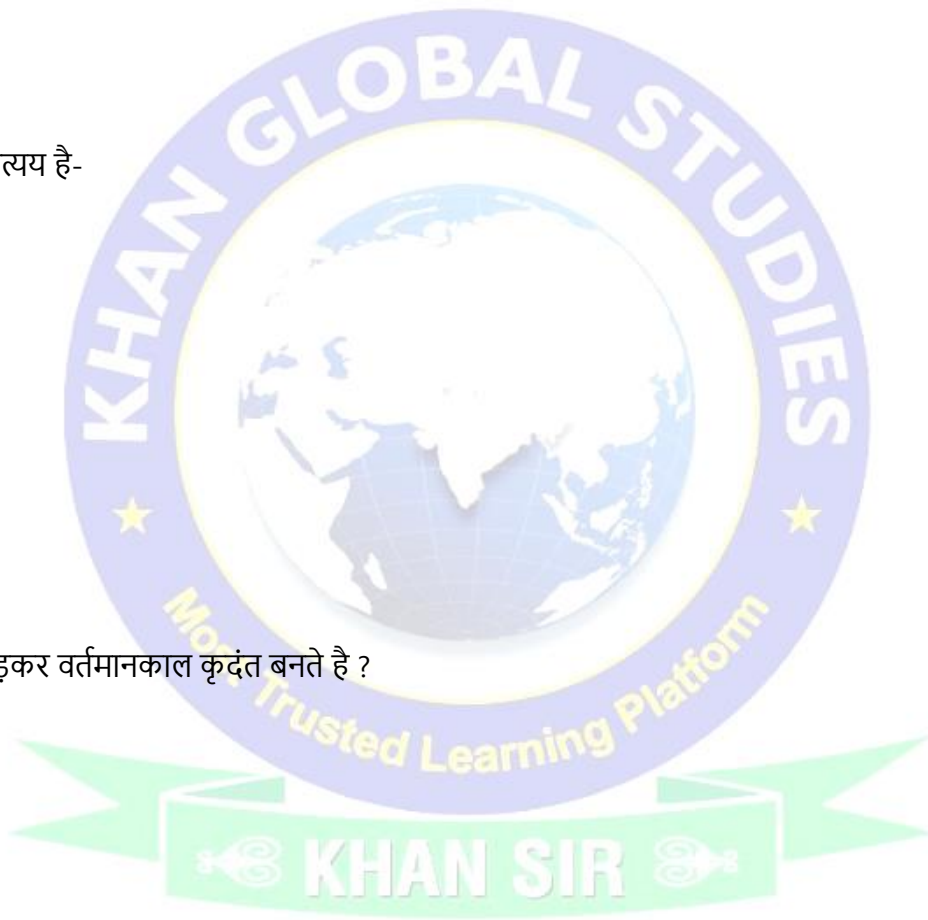 KHAN GLOBAL STUDIES
त्यय है-
ड़कर वर्तमानकाल कृदंत बनते है ?
Most Trusted Learning Platform
KHAN SIR